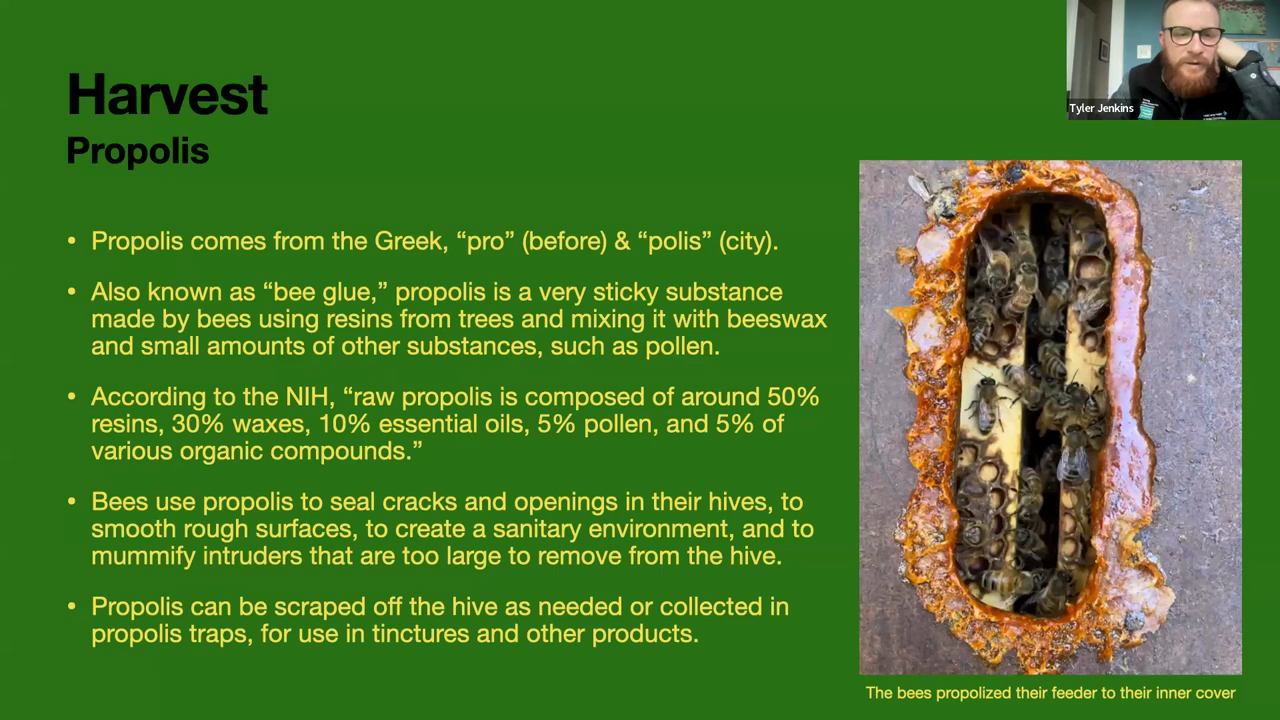 Harvest
Propolis
• Propolis comes from the Greek, “pro” (before) & “polis” (city).
• Also known as “bee glue,” propolis is a very sticky substance
made by bees using resins from trees and mixing it with beeswax
and small amounts of other substances, such as pollen.
• According to the NIH, “raw propolis is composed of around 50%
resins, 30% waxes, 10% essential oils, 5% pollen, and 5% of
various organic compounds.”
• Bees use propolis to seal cracks and openings in their hives, to
smooth rough surfaces, to create a sanitary environment, and to
mummify intruders that are too large to remove from the hive.
• Propolis can be scraped off the hive as needed or collected in
propolis traps, for use in tinctures and other products.
Tyler Jenkins
The bees propolized their feeder to their inner cover